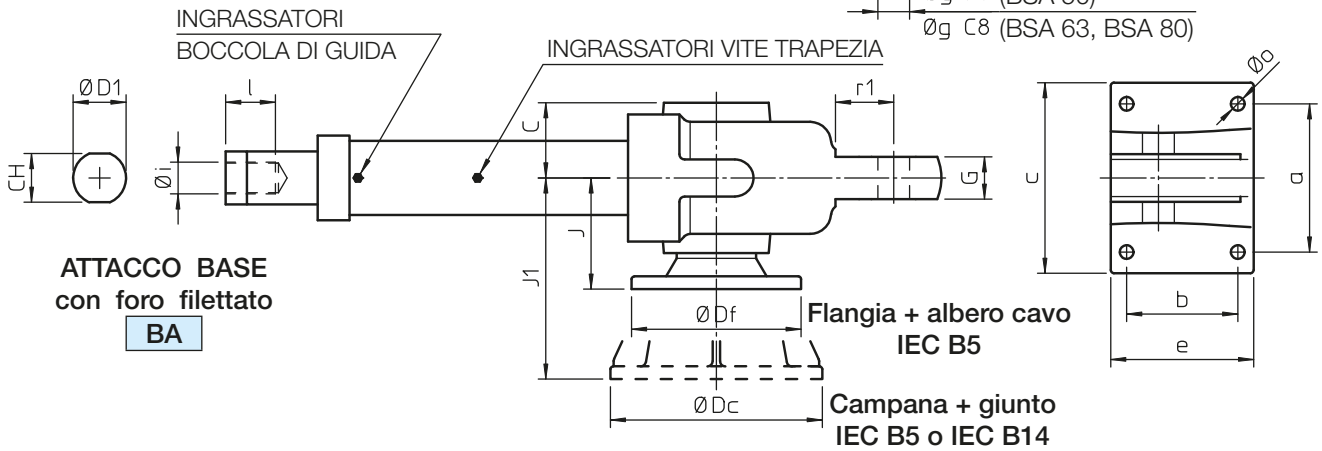 (BSA 50)
Øg C8 (BSA 63, BSA 80)
INGRASSATORI
BOCCOLA DI GUIDA
INGRASSATORI VITE TRAPEZIA
ØD1
l
C
r1
Øo
CH
Øi
G
c
a
J
J1
ATTACCO BASE
con foro filettato
BA
ØDf
Flangia + albero cavo
IEC B5
b
e
ØDc
Campana + giunto
IEC B5 o IEC B14